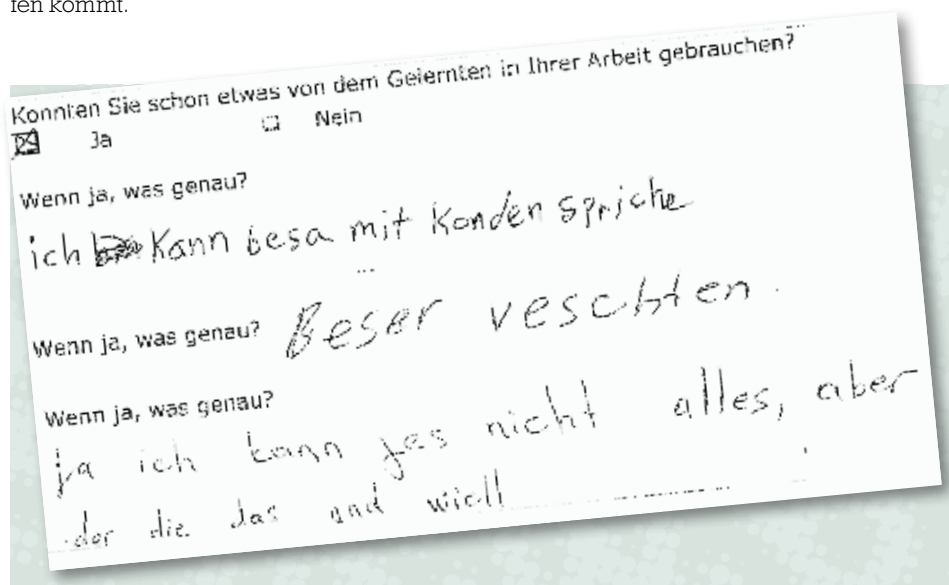 fen kommt.
Konnten Sie schon etwas von dem Gelernten in Ihrer Arbeit gebrauchen?
Ja Nein
Wenn ja, was genau?
ich Kann besa mit Konden spriche
...
Wenn ja, was genau? Beser veschten.
Wenn ja, was genau?
ja ich kann jes nicht alles, aber
der die das und wiell